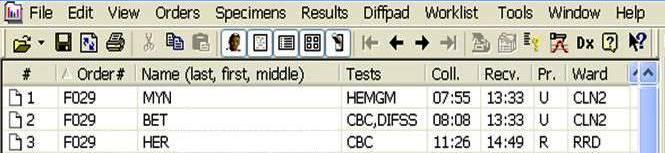 File Edit View Orders Specimens Results Diffpad Worklist Tools Window Help
Dx ? ?
# Order# Name (last, first, middle) Tests Coll. Recv. Pr. Ward
1 F029 MYN HEMGM 07:55 13:33 U CLN2
2 F029 BET CBC,DIFSS 08:08 13:33 U CLN2
3 F029 HER CBC 11:26 14:49 R RRD